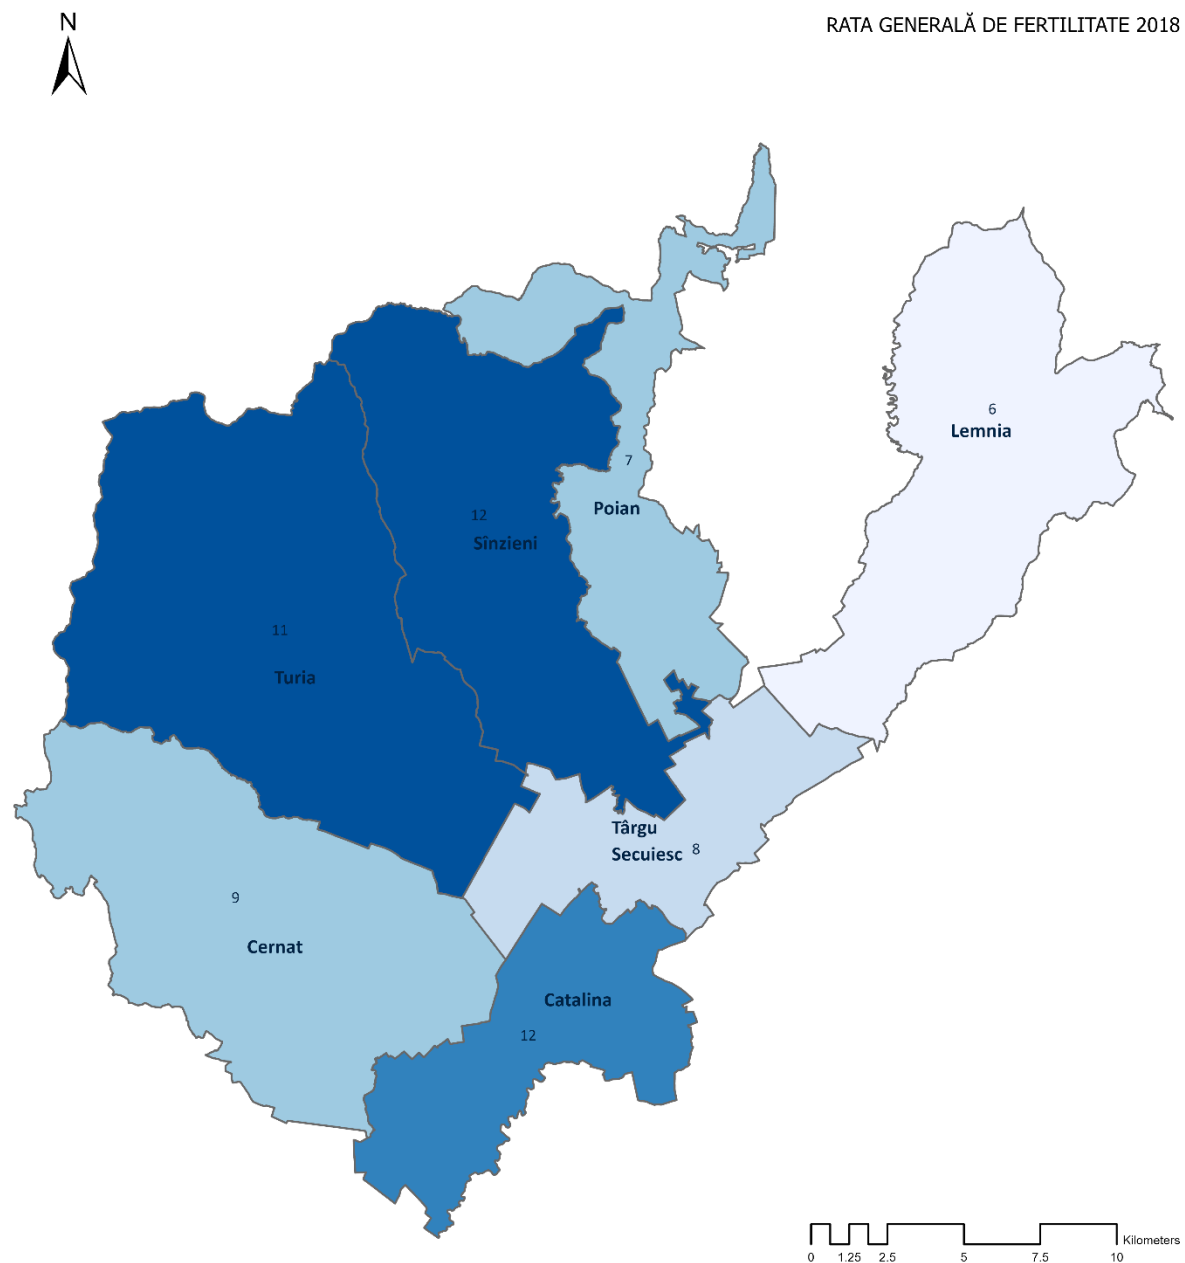 N
RATA GENERALĂ DE FERTILITATE 2018
6
Lemnia
7
Poian
12
Sînzieni
11
Turia
Târgu
Secuiesc 8
9
Cernat
Catalina
12
Kilometers
0 1.25 2.5 5 7.5 10